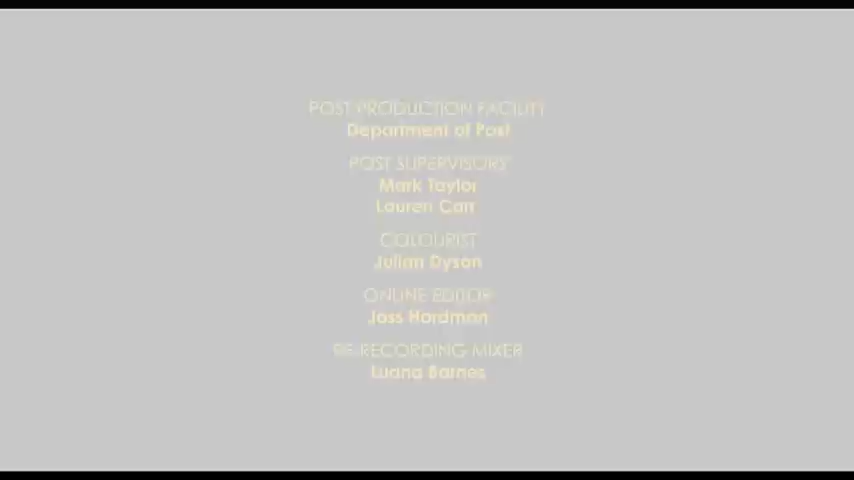 POST PRODUCTION FACILITY
Department of Post
POST SUPERVISORS
Mark Taylor
Lauren Carr
COLOURIST
Julian Dyson
ONLINE EDITOR
Joss Hardman
RE-RECORDING MIXER
Luana Barnes